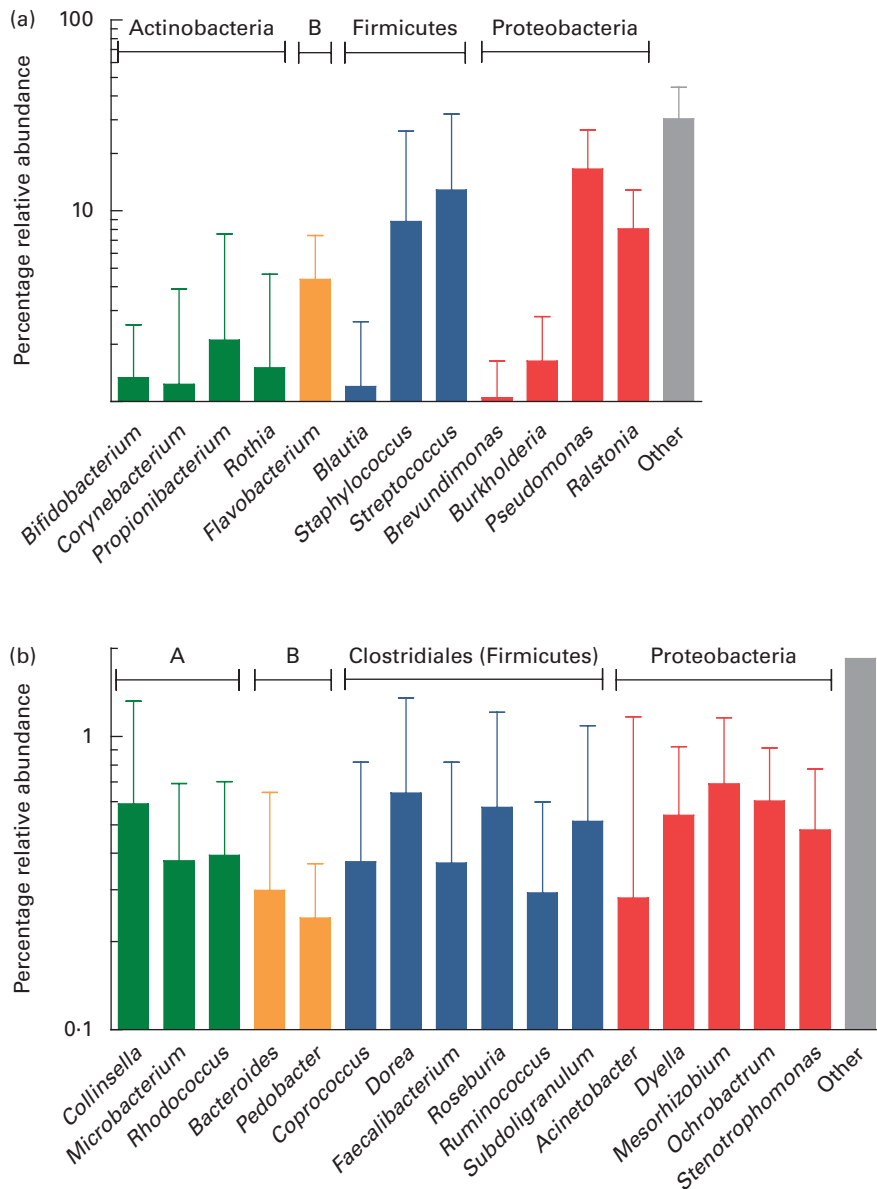 (a)
Actinobacteria B Firmicutes Proteobacteria
100
10
Percentage relative abundance
Bifidobacterium
Corynebacterium
Propionibacterium
Rothia
Flavobacterium
Blautia
Staphylococcus
Streptococcus
Brevundimonas
Burkholderia
Pseudomonas
Ralstonia
Other
(b)
A B Clostridiales (Firmicutes) Proteobacteria
1
0·1
Percentage relative abundance
Collinsella
Microbacterium
Rhodococcus
Bacteroides
Pedobacter
Coprococcus
Dorea
Faecalibacterium
Roseburia
Ruminococcus
Subdoligranulum
Acinetobacter
Dyella
Mesorhizobium
Ochrobactrum
Stenotrophomonas
Other